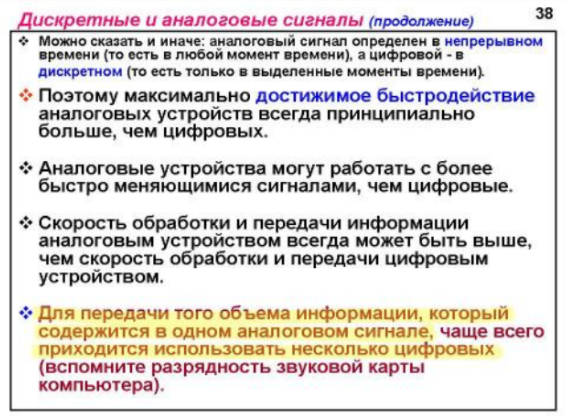 38
Дискретные и аналоговые сигналы (продолжение)
❖ Можно сказать и иначе: аналоговый сигнал определен в непрерывном
времени (то есть в любой момент времени), а цифровой - в
дискретном (то есть только в выделенные моменты времени).
❖ Поэтому максимально достижимое быстродействие
аналоговых устройств всегда принципиально
больше, чем цифровых.
❖ Аналоговые устройства могут работать с более
быстро меняющимися сигналами, чем цифровые.
❖ Скорость обработки и передачи информации
аналоговым устройством всегда может быть выше,
чем скорость обработки и передачи цифровым
устройством.
❖ Для передачи того объема информации, который
содержится в одном аналоговом сигнале, чаще всего
приходится использовать несколько цифровых
(вспомните разрядность звуковой карты
компьютера).